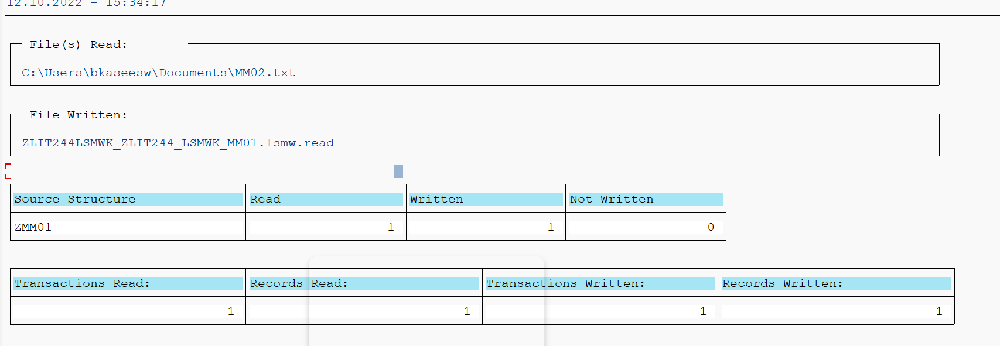 12.10.2022 - 15:34:17
File(s) Read:
C:\Users\bkaseesw\Documents\MM02.txt
File Written:
ZLIT244LSMWK_ZLIT244_LSMWK_MM01.lsmw.read
Source Structure Read Written Not Written
ZMM01 1 1 0
Transactions Read: Records Read: Transactions Written: Records Written:
1 1 1 1